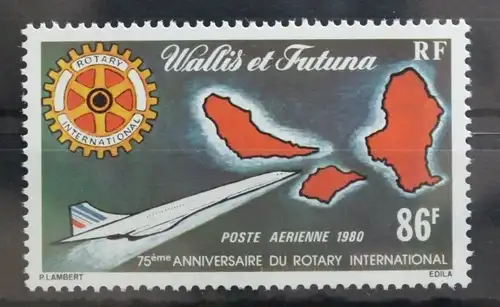 Wallis et Futuna
RF
ROTARY
INTERNATIONAL
POSTE AERIENNE 1980
86F
75ème ANNIVERSAIRE DU ROTARY INTERNATIONAL
P.LAMBERT
EDILA